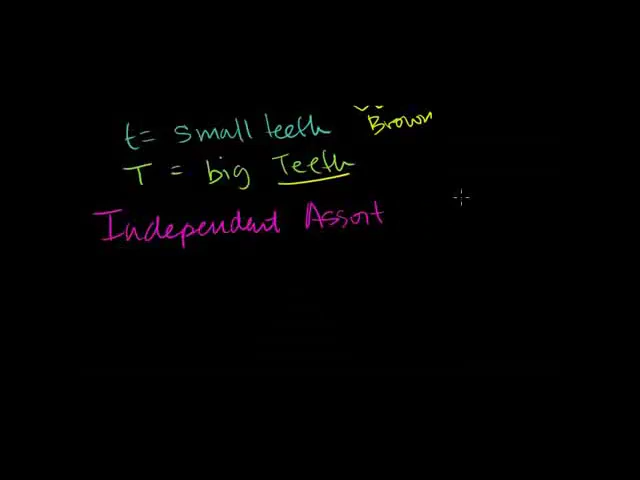 t = small teeth Brown
T = big Teeth
Independent Assort